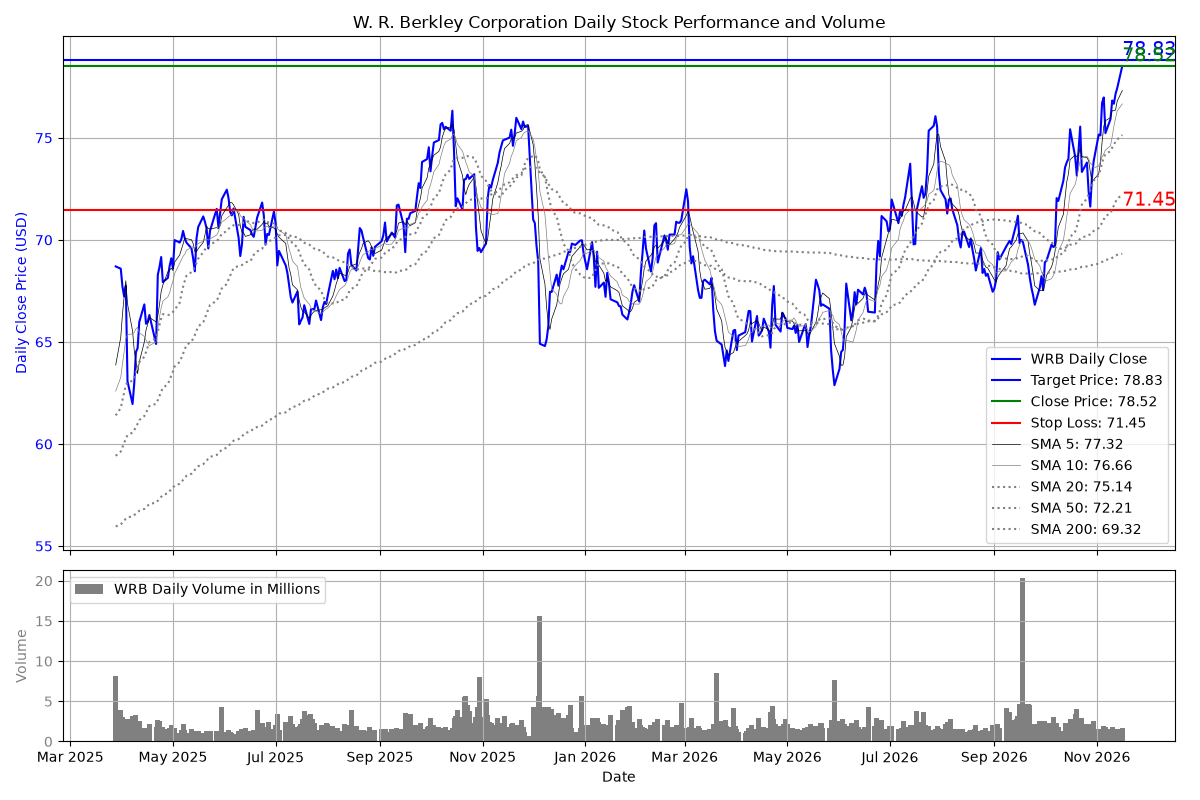 W. R. Berkley Corporation Daily Stock Performance and Volume
78.83
78.52
75
71.45
70
Daily Close Price (USD)
65
60
55
WRB Daily Close
Target Price: 78.83
Close Price: 78.52
Stop Loss: 71.45
SMA 5: 77.32
SMA 10: 76.66
SMA 20: 75.14
SMA 50: 72.21
SMA 200: 69.32
20
WRB Daily Volume in Millions
15
Volume
10
5
0
Mar 2025 May 2025 Jul 2025 Sep 2025 Nov 2025 Jan 2026 Mar 2026 May 2026 Jul 2026 Sep 2026 Nov 2026
Date